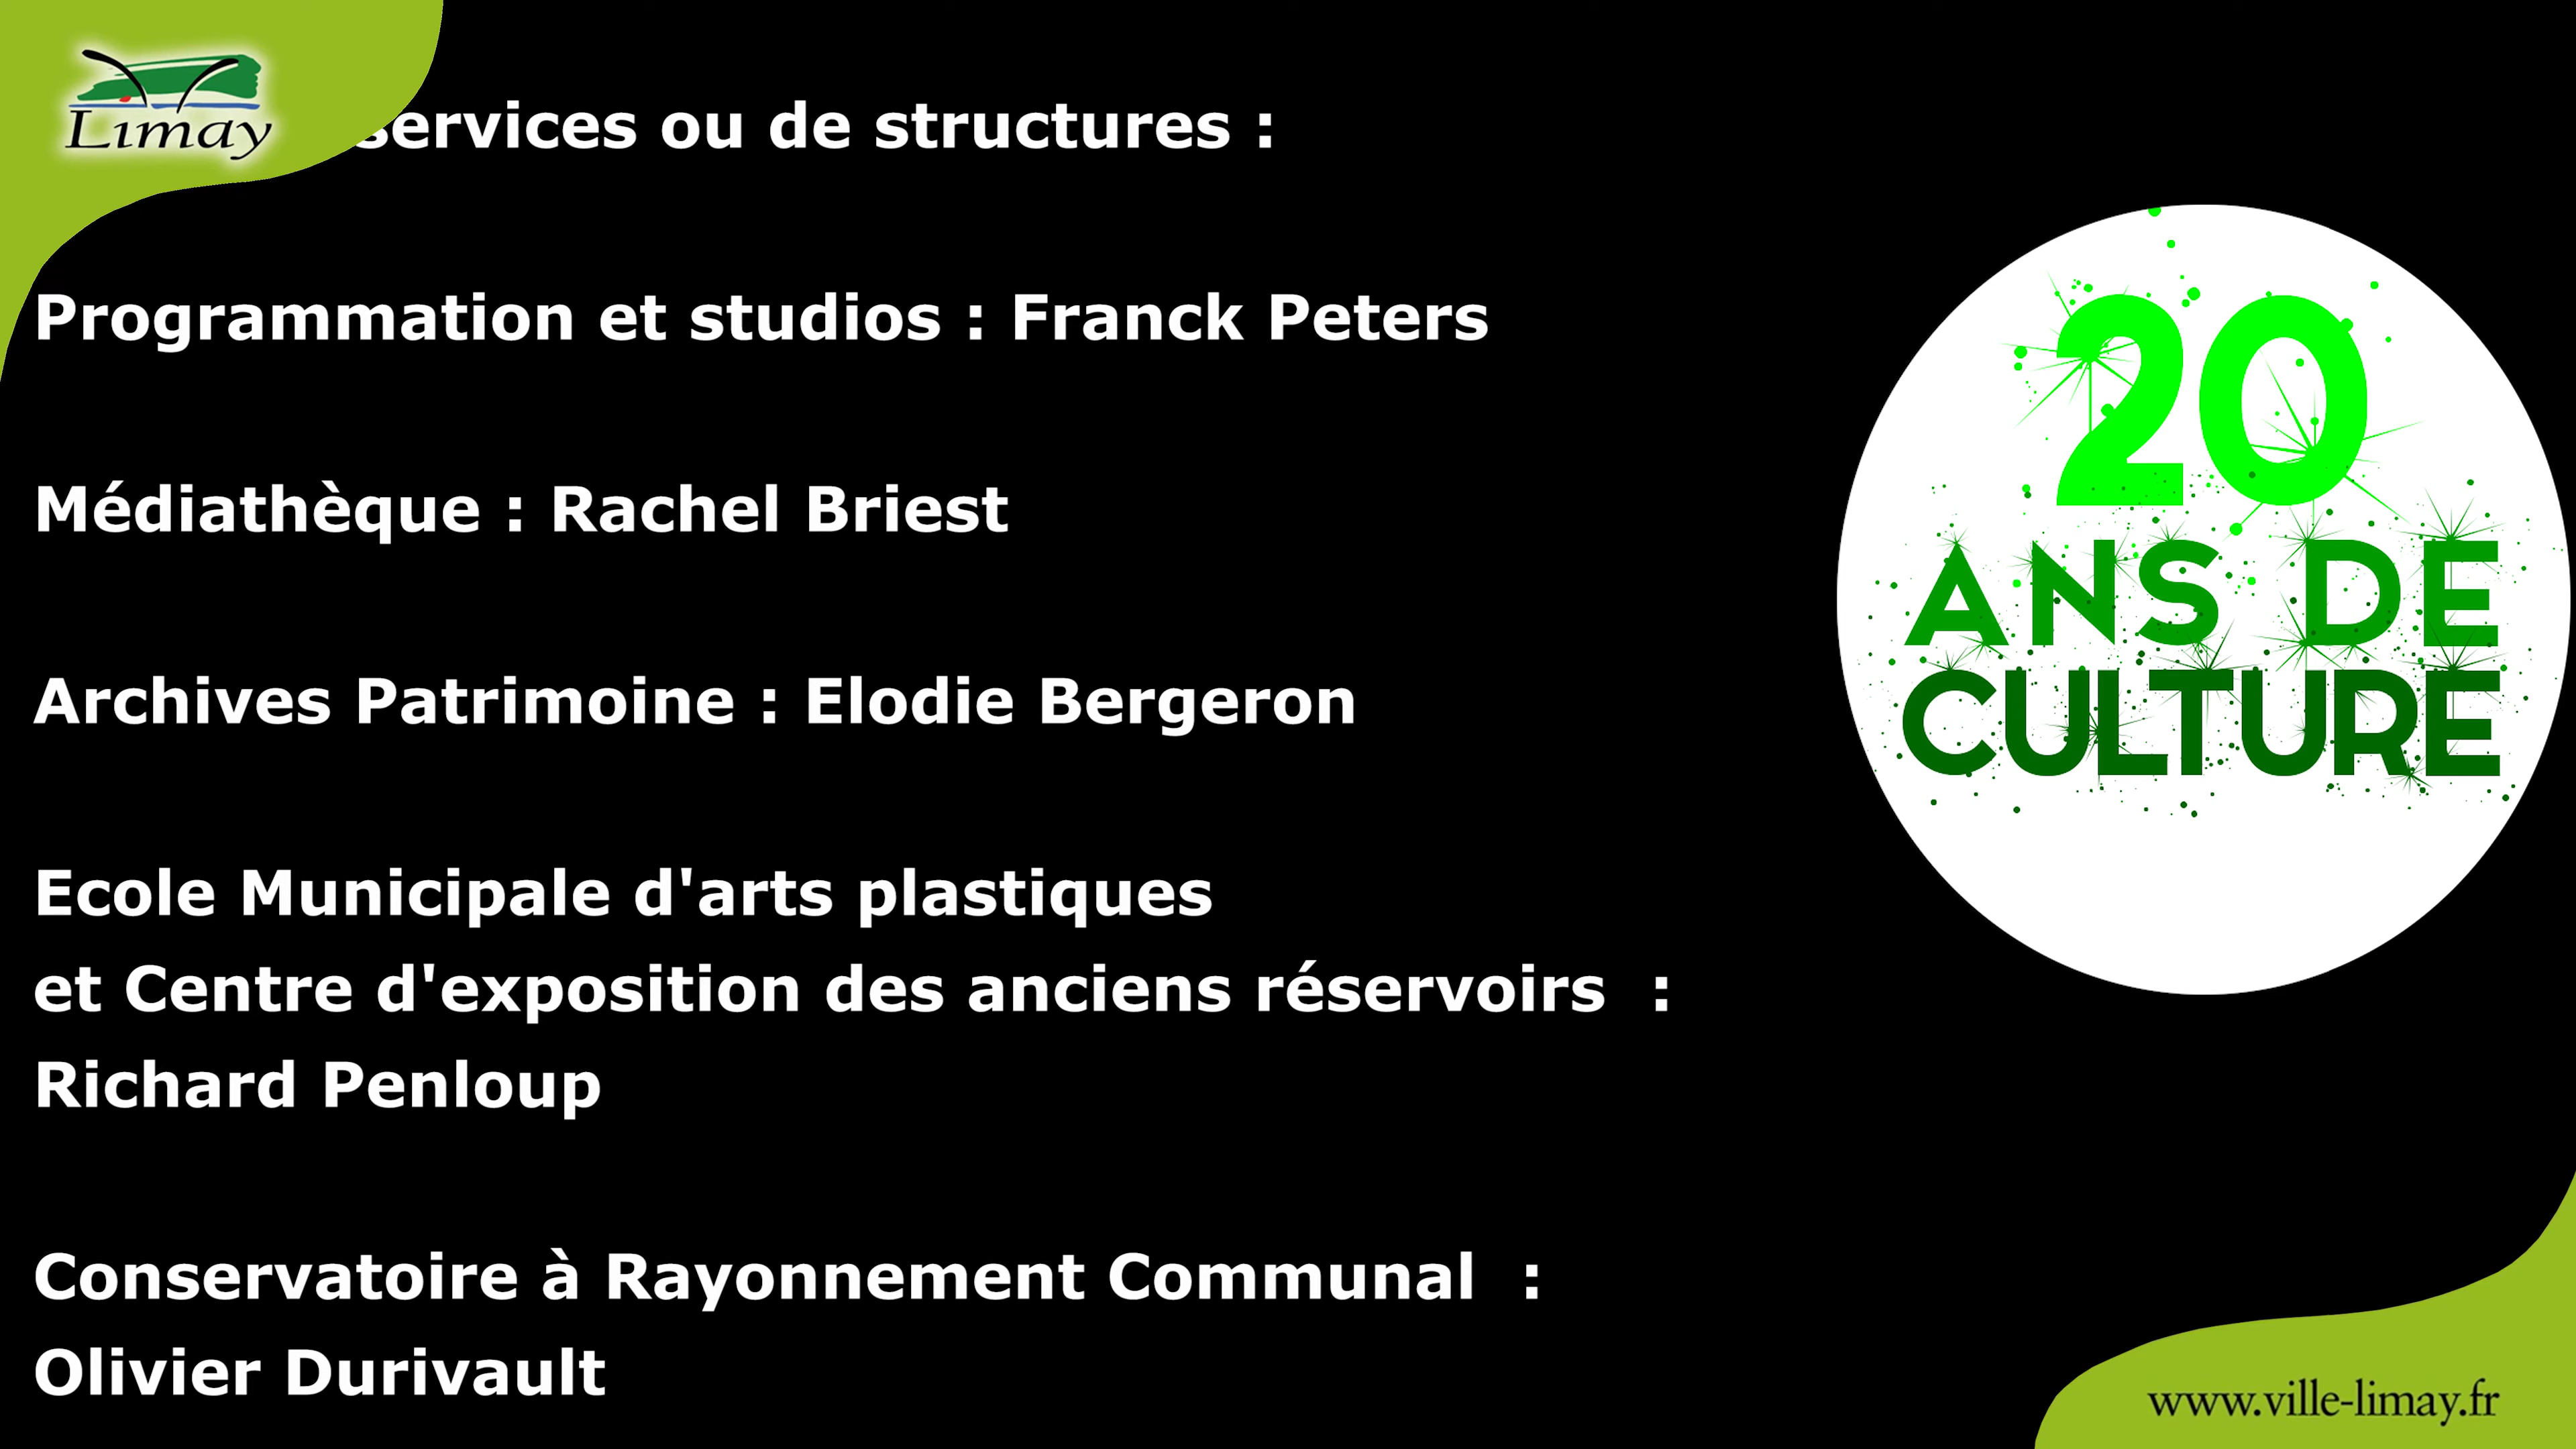 Limay
services ou de structures :
Programmation et studios : Franck Peters
Médiathèque : Rachel Briest
Archives Patrimoine : Elodie Bergeron
Ecole Municipale d'arts plastiques
et Centre d'exposition des anciens réservoirs :
Richard Penloup
Conservatoire à Rayonnement Communal :
Olivier Durivault
20
ANS DE
CULTURE
www.ville-limay.fr